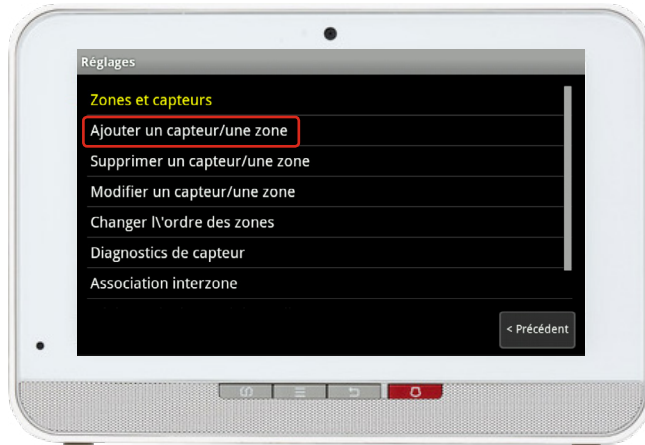 Réglages
Zones et capteurs
Ajouter un capteur/une zone
Supprimer un capteur/une zone
Modifier un capteur/une zone
Changer l\'ordre des zones
Diagnostics de capteur
Association interzone
< Précédent